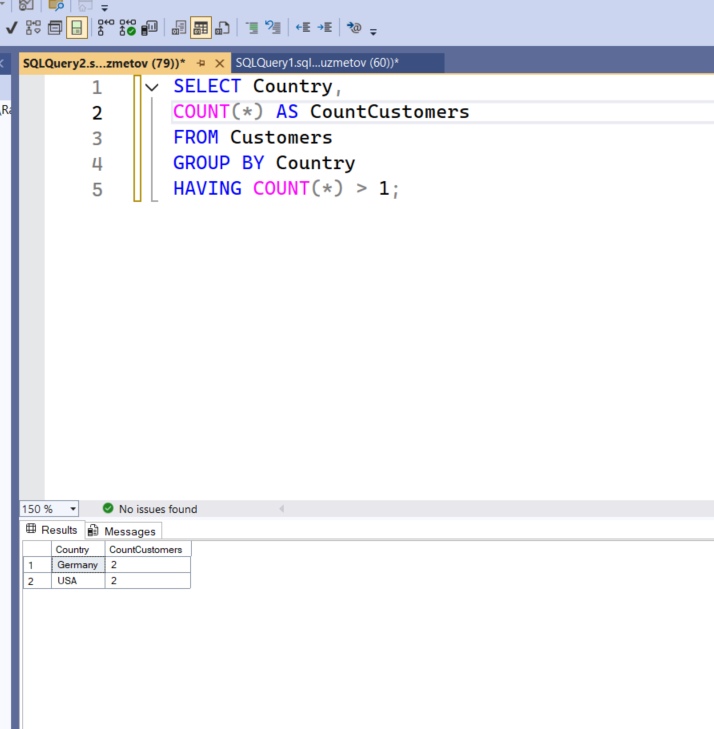 SQLQuery2.s...zmetov (79))*
SQLQuery1.sql...uzmetov (60))*
1 SELECT Country,
2 COUNT(*) AS CountCustomers
3 FROM Customers
4 GROUP BY Country
5 HAVING COUNT(*) > 1;
150 %
No issues found
Results
Messages
Country CountCustomers
1 Germany 2
2 USA 2